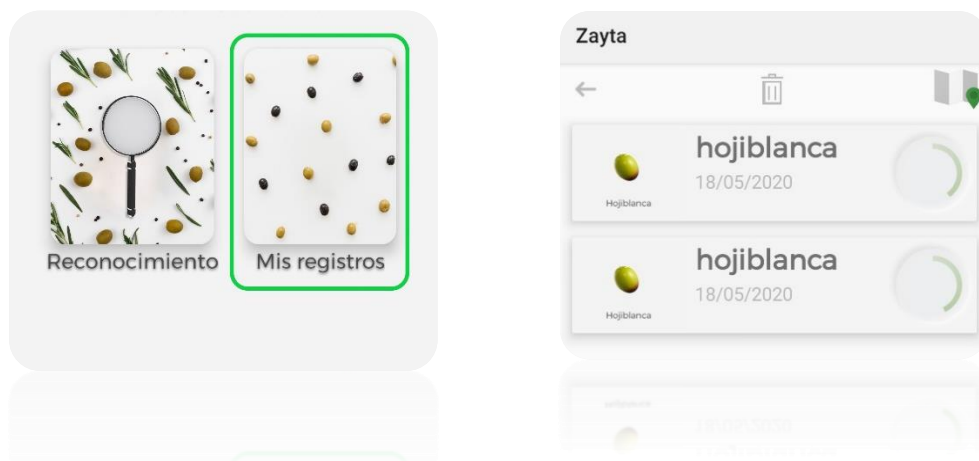 Reconocimiento
Mis registros
Zayta
hojiblanca
18/05/2020
Hojiblanca
hojiblanca
18/05/2020
Hojiblanca